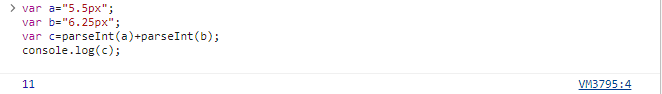 > var a="5.5px";
var b="6.25px";
var c=parseInt(a)+parseInt(b);
console.log(c);
11 VM3795:4